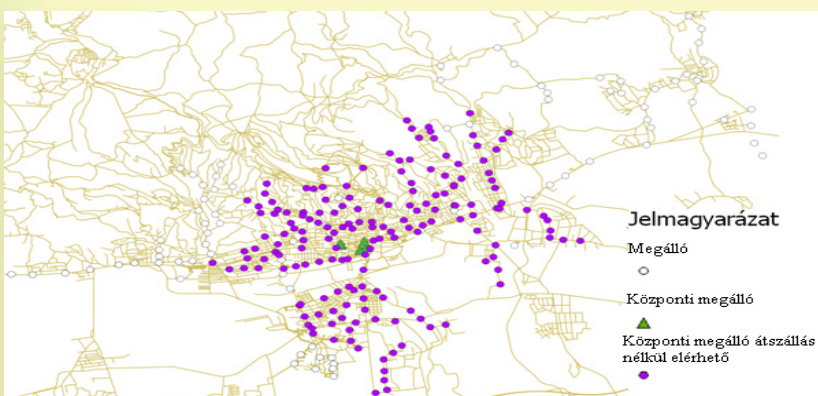 Jelmagyarázat
Megálló
Központi megálló
Központi megálló átszállás
nélkül elérhető